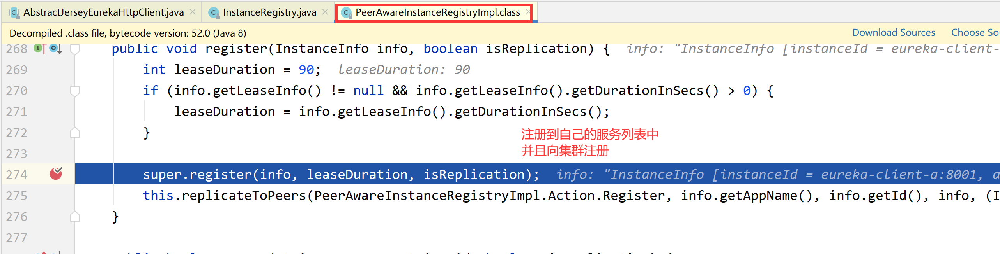 AbstractJerseyEurekaHttpClient.java InstanceRegistry.java PeerAwareInstanceRegistryImpl.class
Decompiled .class file, bytecode version: 52.0 (Java 8) Download Sources Choose
268 public void register(InstanceInfo info, boolean isReplication) { info: "InstanceInfo [instanceId = eureka-client-
269 int leaseDuration = 90; leaseDuration: 90
270 if (info.getLeaseInfo() != null && info.getLeaseInfo().getDurationInSecs() > 0) {
271 leaseDuration = info.getLeaseInfo().getDurationInSecs();
272 }
注册到自己的服务列表中
273
并且向集群注册
274 super.register(info, leaseDuration, isReplication); info: "InstanceInfo [instanceId = eureka-client-a:8001, a
275 this.replicateToPeers(PeerAwareInstanceRegistryImpl.Action.Register, info.getAppName(), info.getId(), info, (I
276 }
277